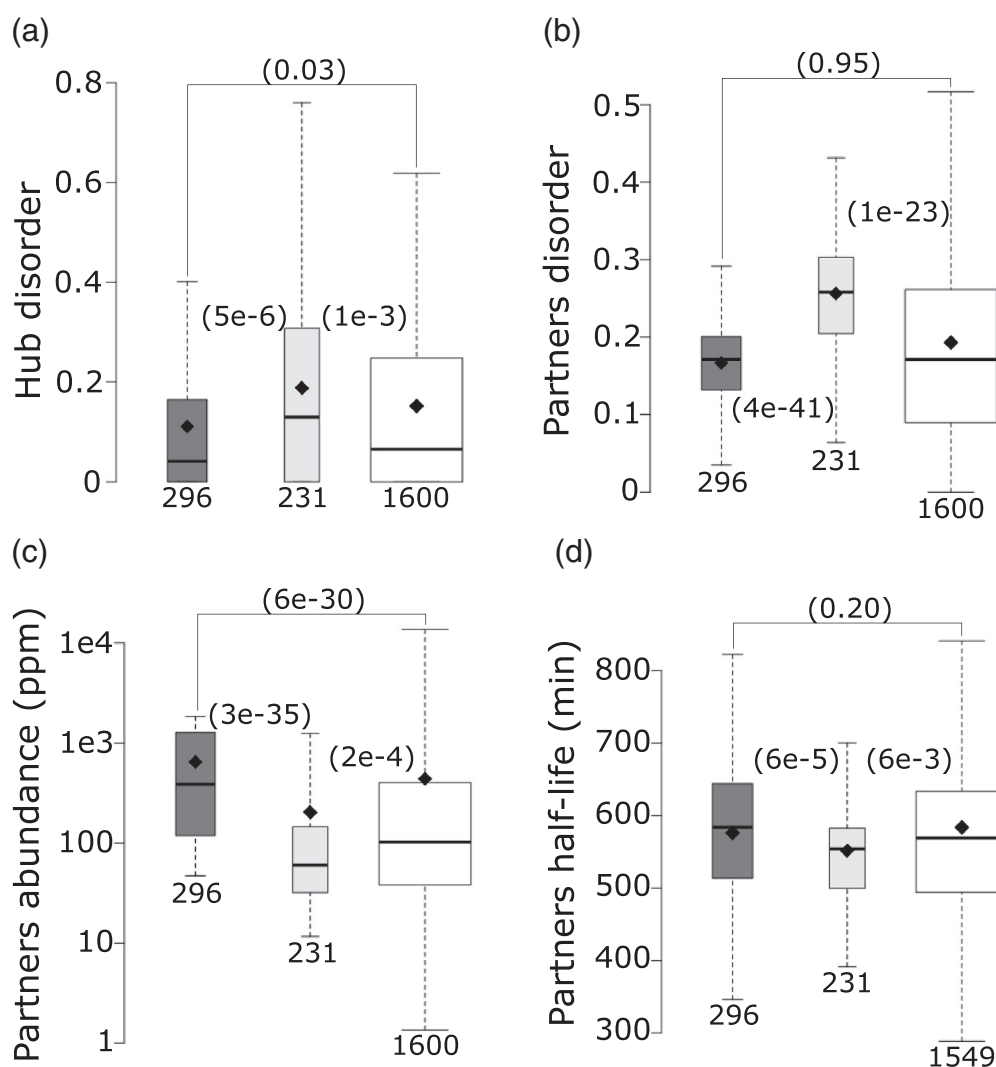 (a)
(0.03)
0.8
0.6
0.4
0.2
0
Hub disorder
(5e-6)
(1e-3)
296
231
1600
(b)
(0.95)
0.5
0.4
0.3
0.2
0.1
0
Partners disorder
(1e-23)
(4e-41)
296
231
1600
(c)
(6e-30)
1e4
1e3
100
10
1
Partners abundance (ppm)
(3e-35)
(2e-4)
296
231
1600
(d)
(0.20)
800
700
600
500
400
300
Partners half-life (min)
(6e-5)
(6e-3)
296
231
1549